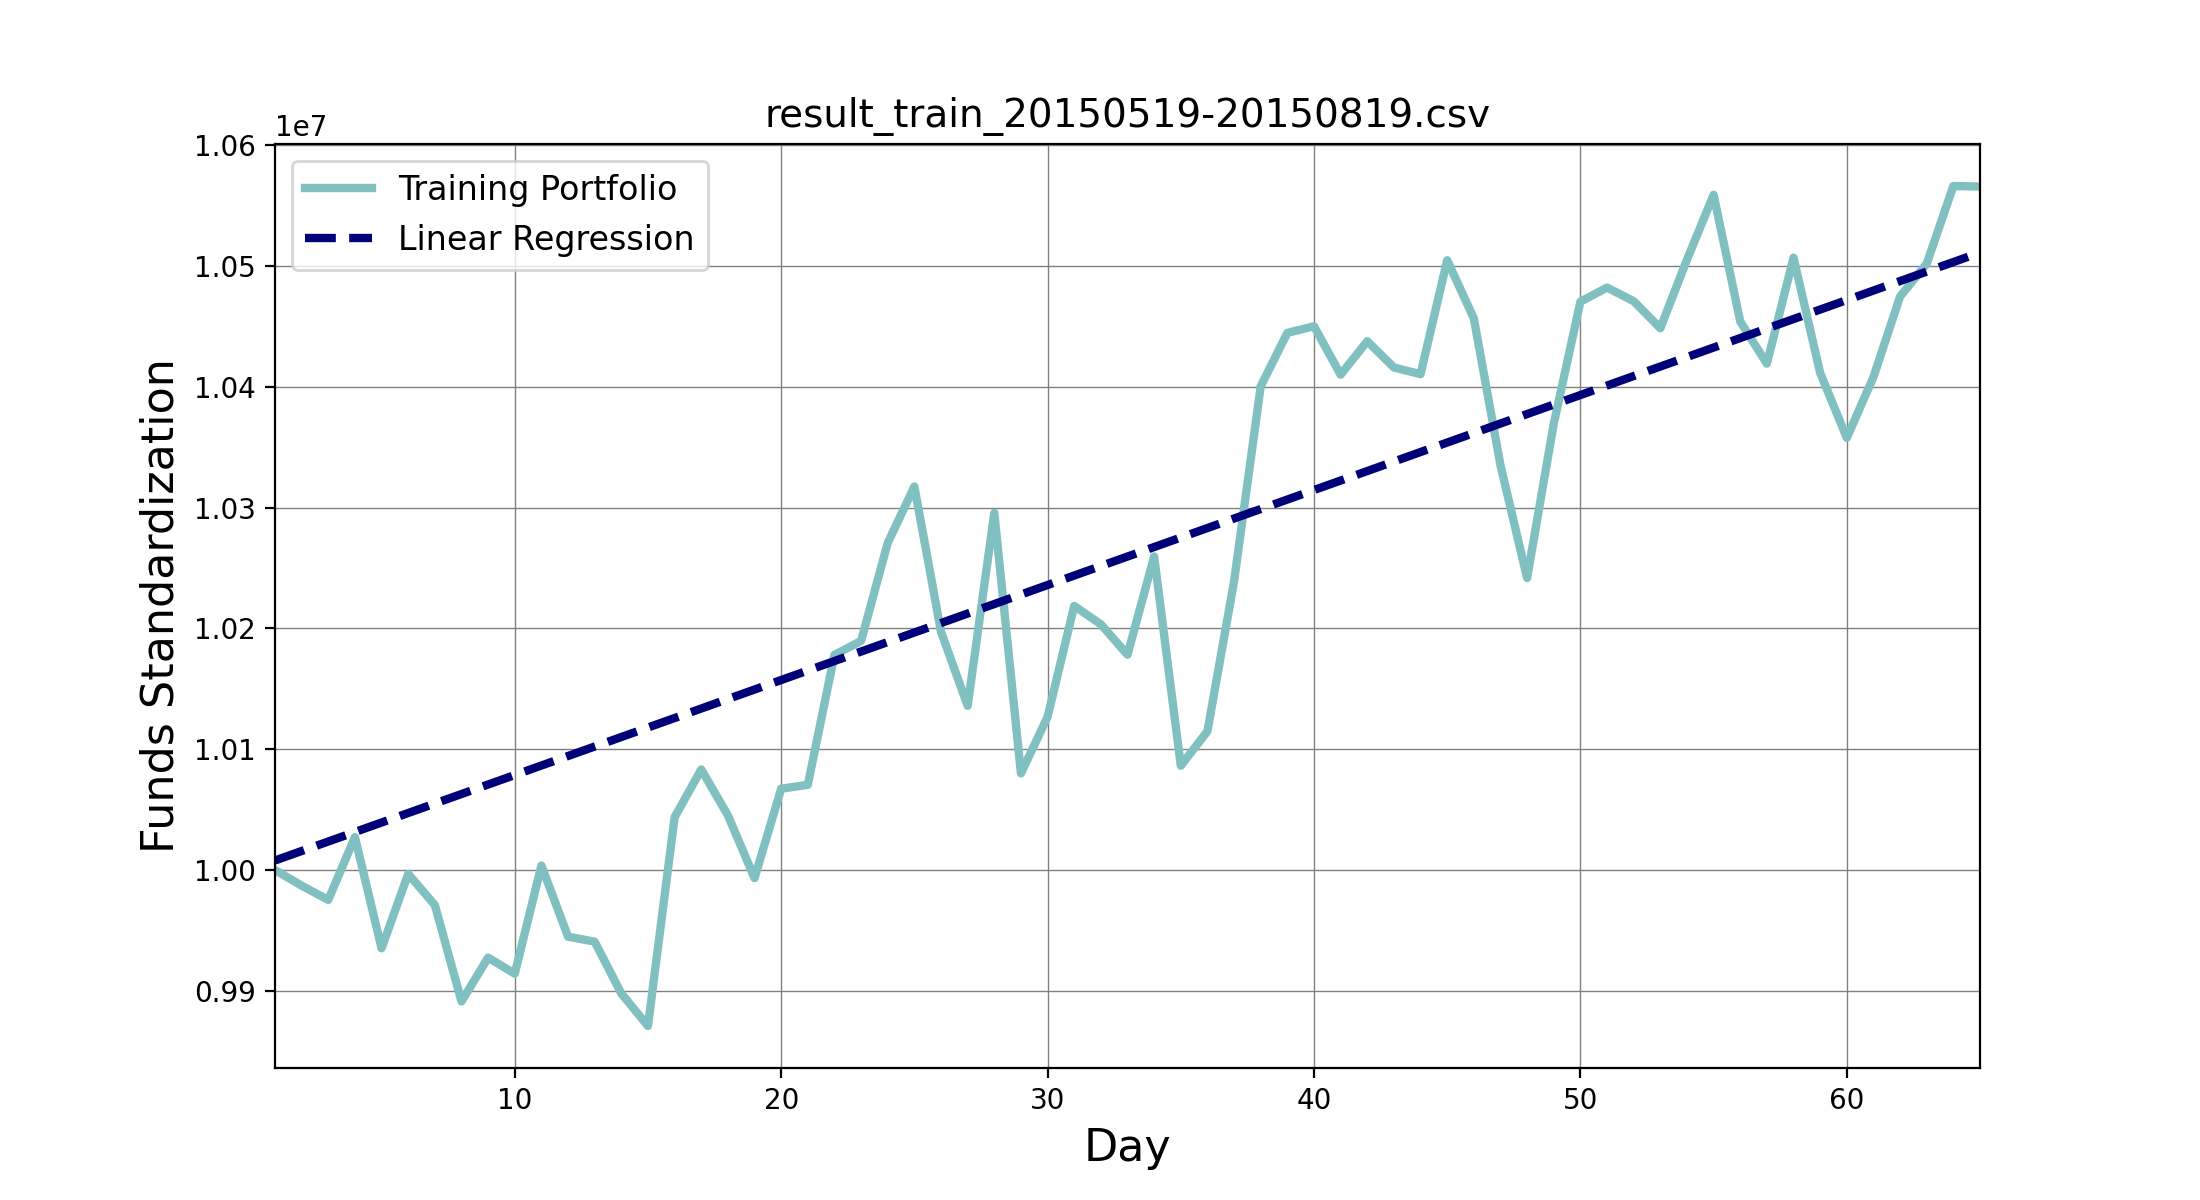 result_train_20150519-20150819.csv
1e7
Training Portfolio
Linear Regression
1.06
1.05
1.04
1.03
1.02
1.01
1.00
0.99
Funds Standardization
10 20 30 40 50 60
Day